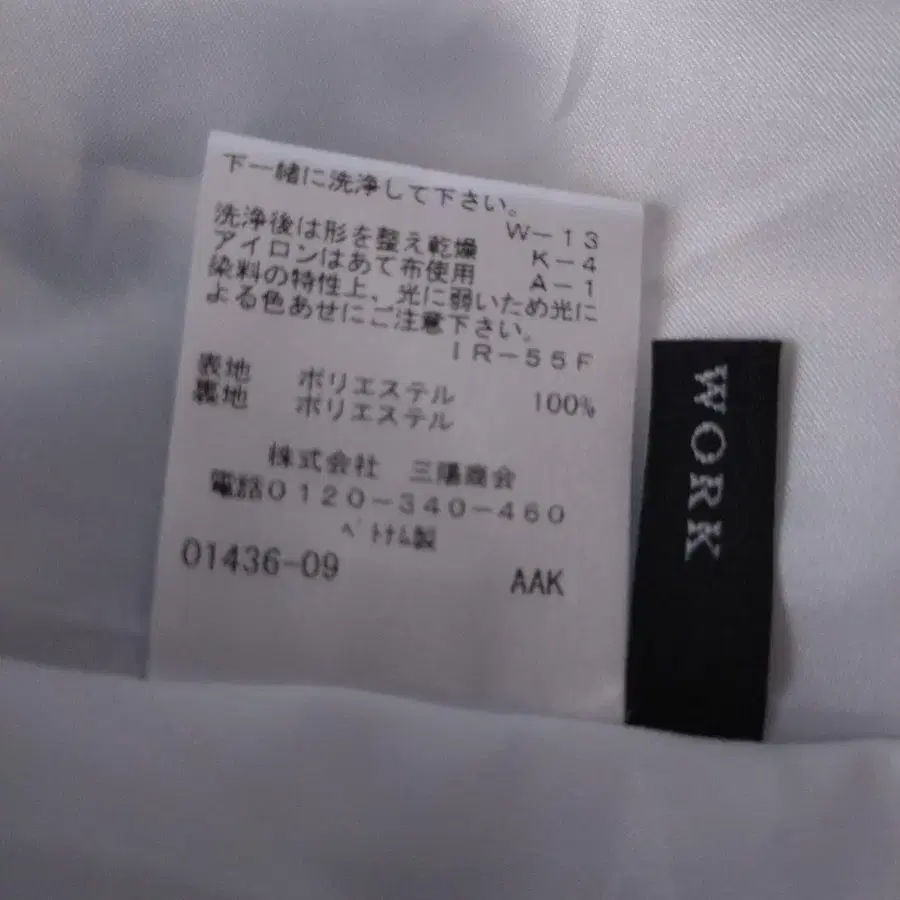 下一緒に洗浄して下さい。
W-13
洗浄後は形を整え乾燥 K-4
アイロンはあて布使用 A-1
染料の特性上、光に弱いため光に
よる色あせにご注意下さい。
IR-55F
表地 ポリエステル 100%
裏地 ポリエステル
株式会社 三陽商会
電話0120-340-460
ﾍﾞﾄﾅﾑ製
01436-09 AAK
WORK